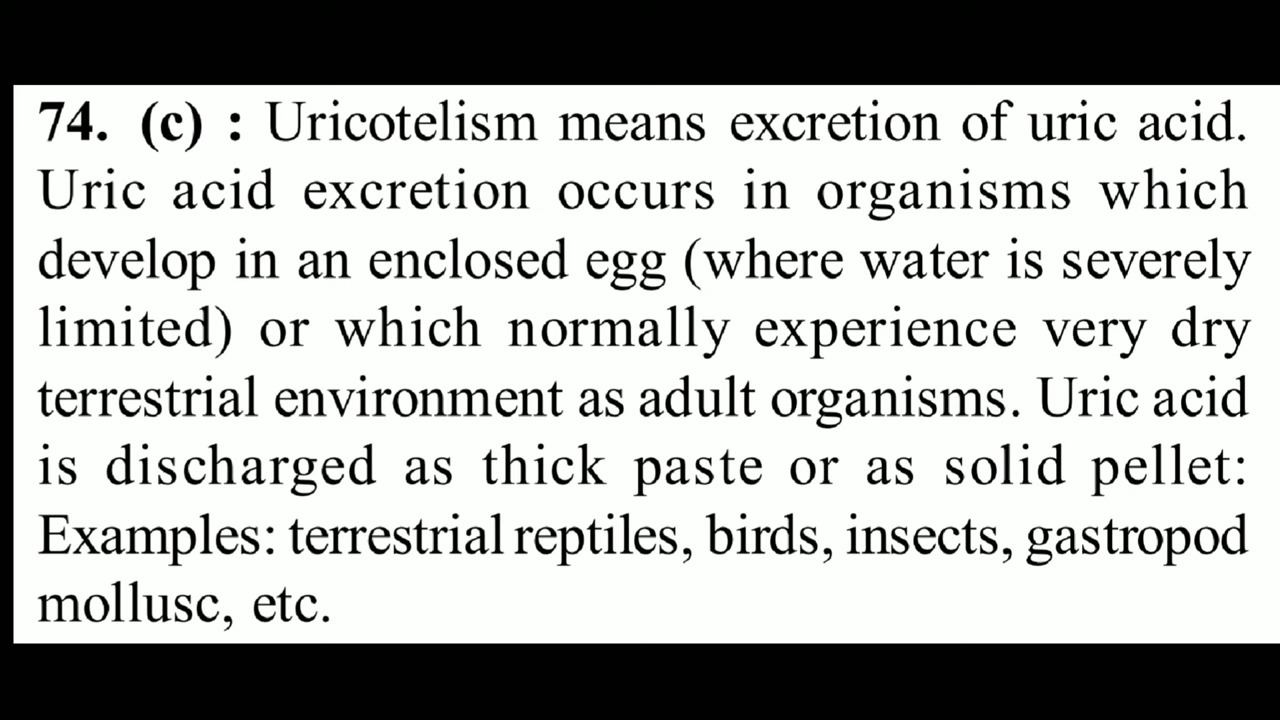 74. (c) : Uricotelism means excretion of uric acid.
Uric acid excretion occurs in organisms which
develop in an enclosed egg (where water is severely
limited) or which normally experience very dry
terrestrial environment as adult organisms. Uric acid
is discharged as thick paste or as solid pellet:
Examples: terrestrial reptiles, birds, insects, gastropod
mollusc, etc.